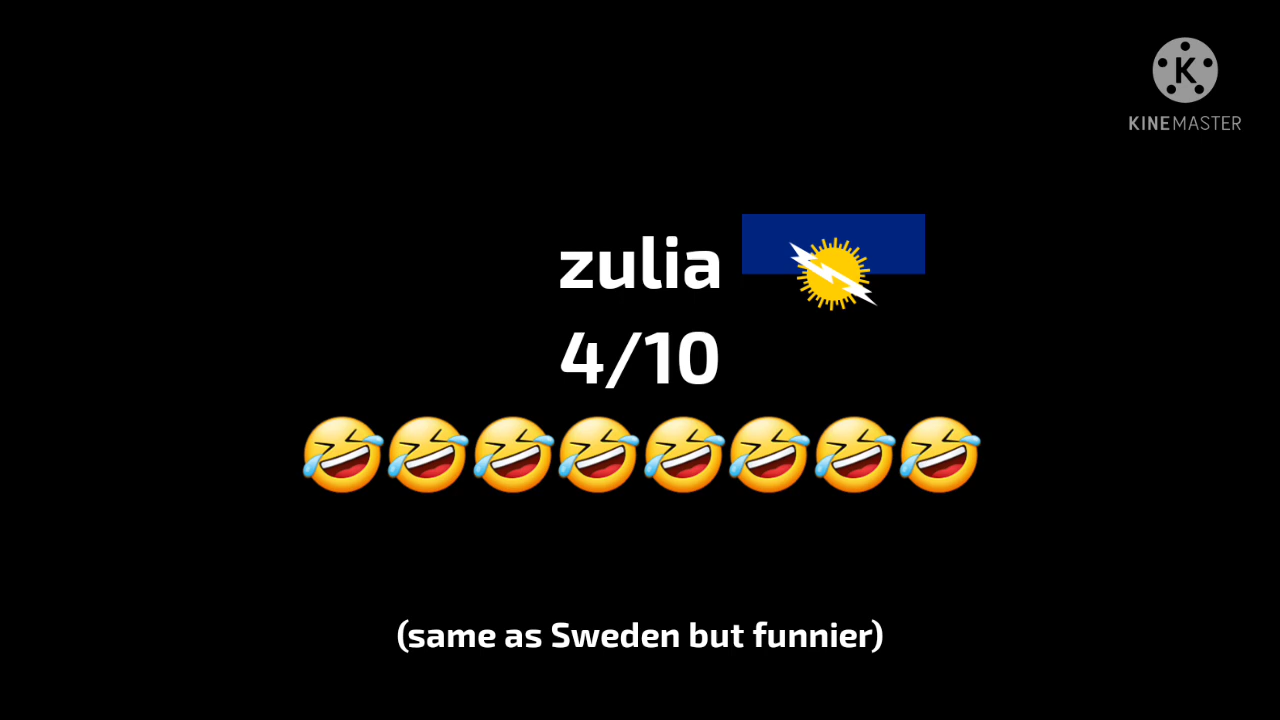 KINEMASTER
zulia
4/10
🤣🤣🤣🤣🤣🤣🤣🤣
(same as Sweden but funnier)